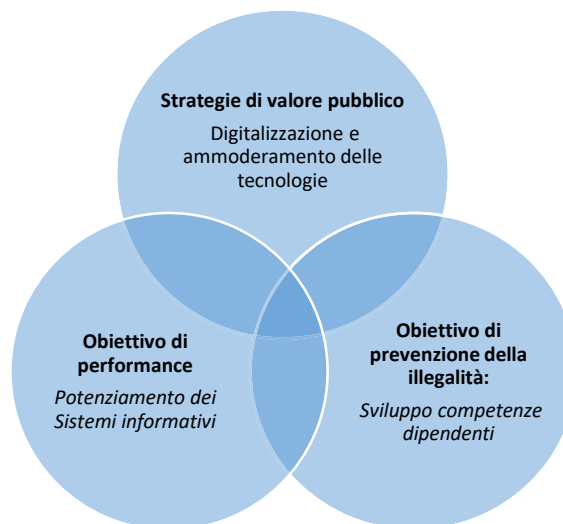 Strategie di valore pubblico
Digitalizzazione e
ammoderamento delle
tecnologie
Obiettivo di
performance
Potenziamento dei
Sistemi informativi
Obiettivo di
prevenzione della
illegalità:
Sviluppo competenze
dipendenti